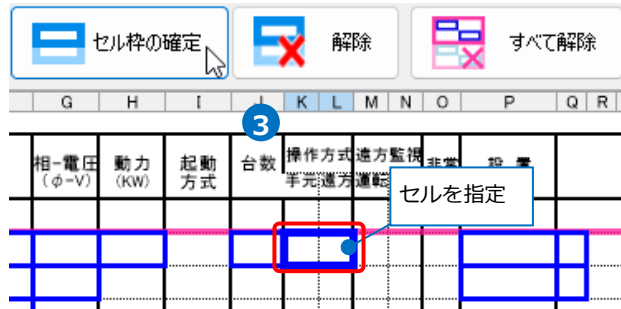 セル枠の確定 解除 すべて解除
G H I J K L M N O P Q R
3
相-電圧 動力 起動 台数 操作方式 遠方監視 非常 設 置
(φ-V) (KW) 方式 手元 遠方 運転
セルを指定